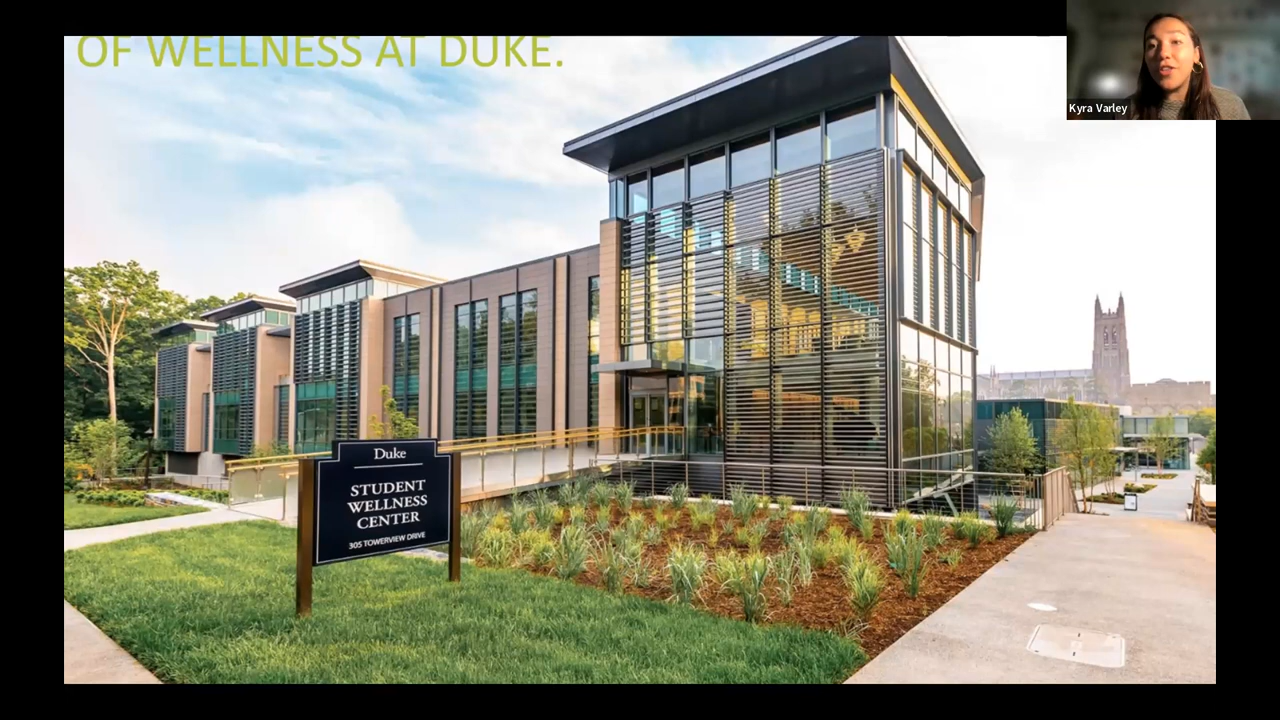 OF WELLNESS AT DUKE.
Kyra Varley
Duke
STUDENT
WELLNESS
CENTER
305 TOWERVIEW DRIVE